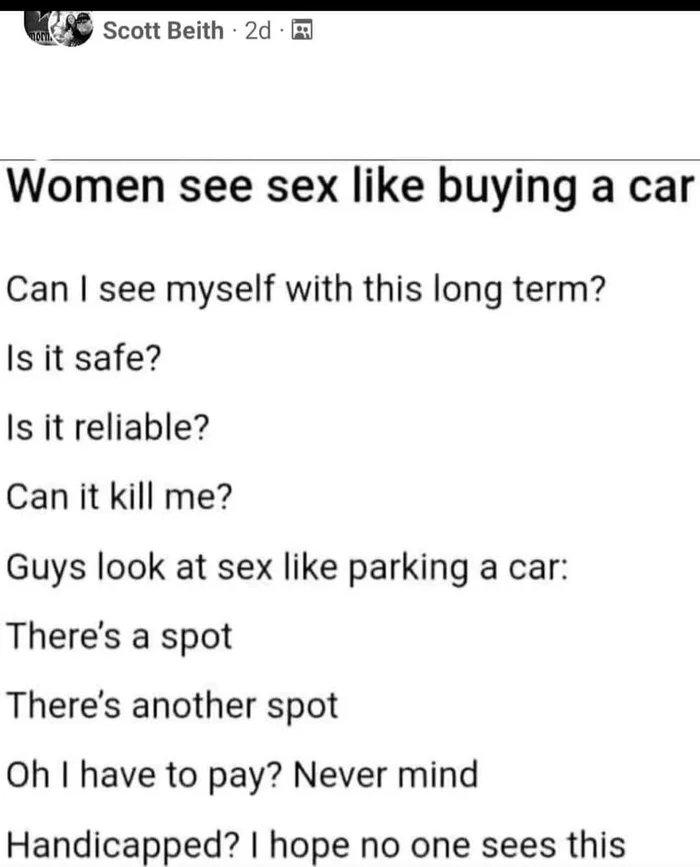 mom.
Scott Beith · 2d ·
Women see sex like buying a car
Can I see myself with this long term?
Is it safe?
Is it reliable?
Can it kill me?
Guys look at sex like parking a car:
There's a spot
There's another spot
Oh I have to pay? Never mind
Handicapped? I hope no one sees this